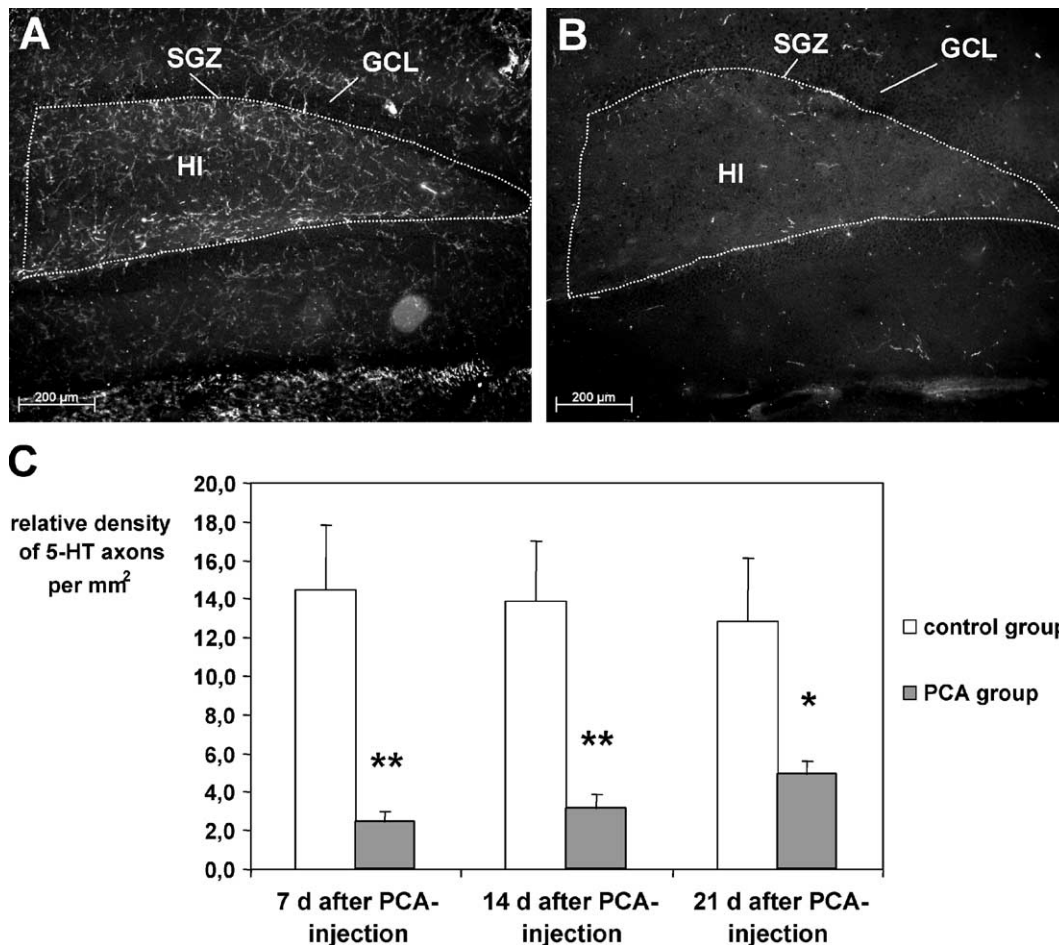 A
SGZ
GCL
HI
200 µm
B
SGZ
GCL
HI
200 µm
C
relative density
of 5-HT axons
per mm²
20,0
18,0
16,0
14,0
12,0
10,0
8,0
6,0
4,0
2,0
0,0
**
**
*
7 d after PCA-
injection
14 d after PCA-
injection
21 d after PCA-
injection
control group
PCA group